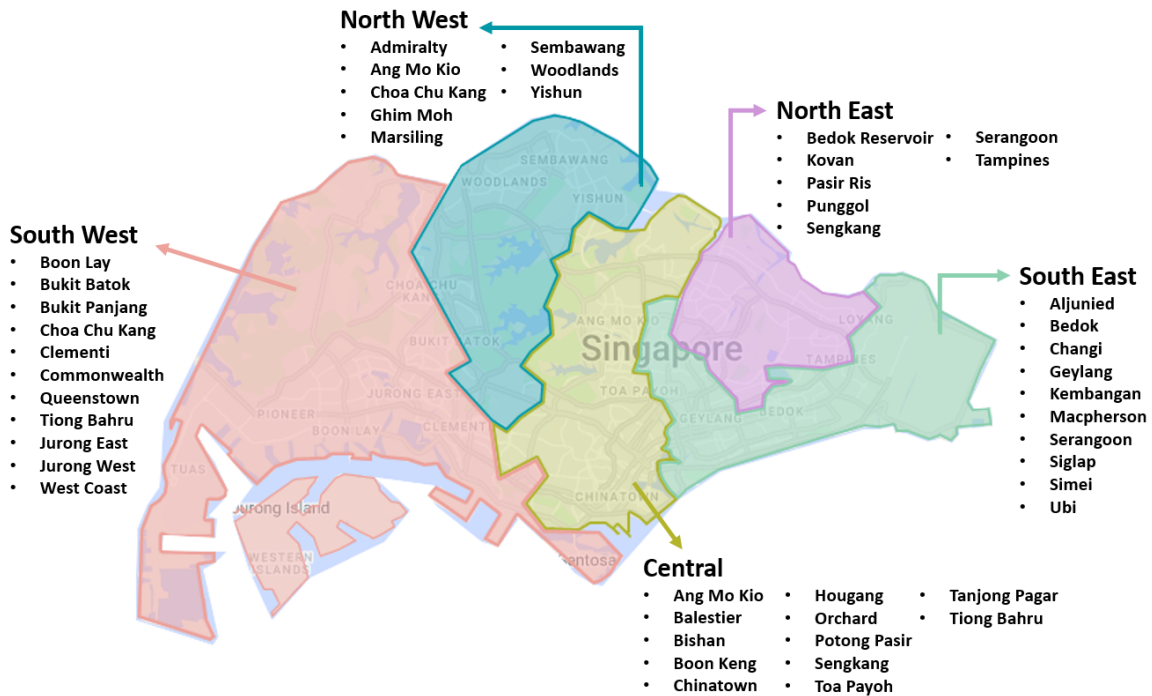 North West
Admiralty
Ang Mo Kio
Choa Chu Kang
Ghim Moh
Marsiling
Sembawang
Woodlands
Yishun
North East
Bedok Reservoir
Kovan
Pasir Ris
Punggol
Sengkang
Serangoon
Tampines
South West
Boon Lay
Bukit Batok
Bukit Panjang
Choa Chu Kang
Clementi
Commonwealth
Queenstown
Tiong Bahru
Jurong East
Jurong West
West Coast
South East
Aljunied
Bedok
Changi
Geylang
Kembangan
Macpherson
Serangoon
Siglap
Simei
Ubi
SEMBAWANG
WOODLANDS
YISHUN
CHOA CHU
KANG
ANG MO KIO
LOYANG
BUKIT BATOK
Singapore
TAMPINES
JURONG EAST
TOA PAYOH
PIONEER
BOON LAY
CLEMENTI
GEYLANG
BEDOK
TUAS
CHINATOWN
Jurong Island
WESTERN
ISLANDS
Sentosa
Central
Ang Mo Kio
Balestier
Bishan
Boon Keng
Chinatown
Hougang
Orchard
Potong Pasir
Sengkang
Toa Payoh
Tanjong Pagar
Tiong Bahru